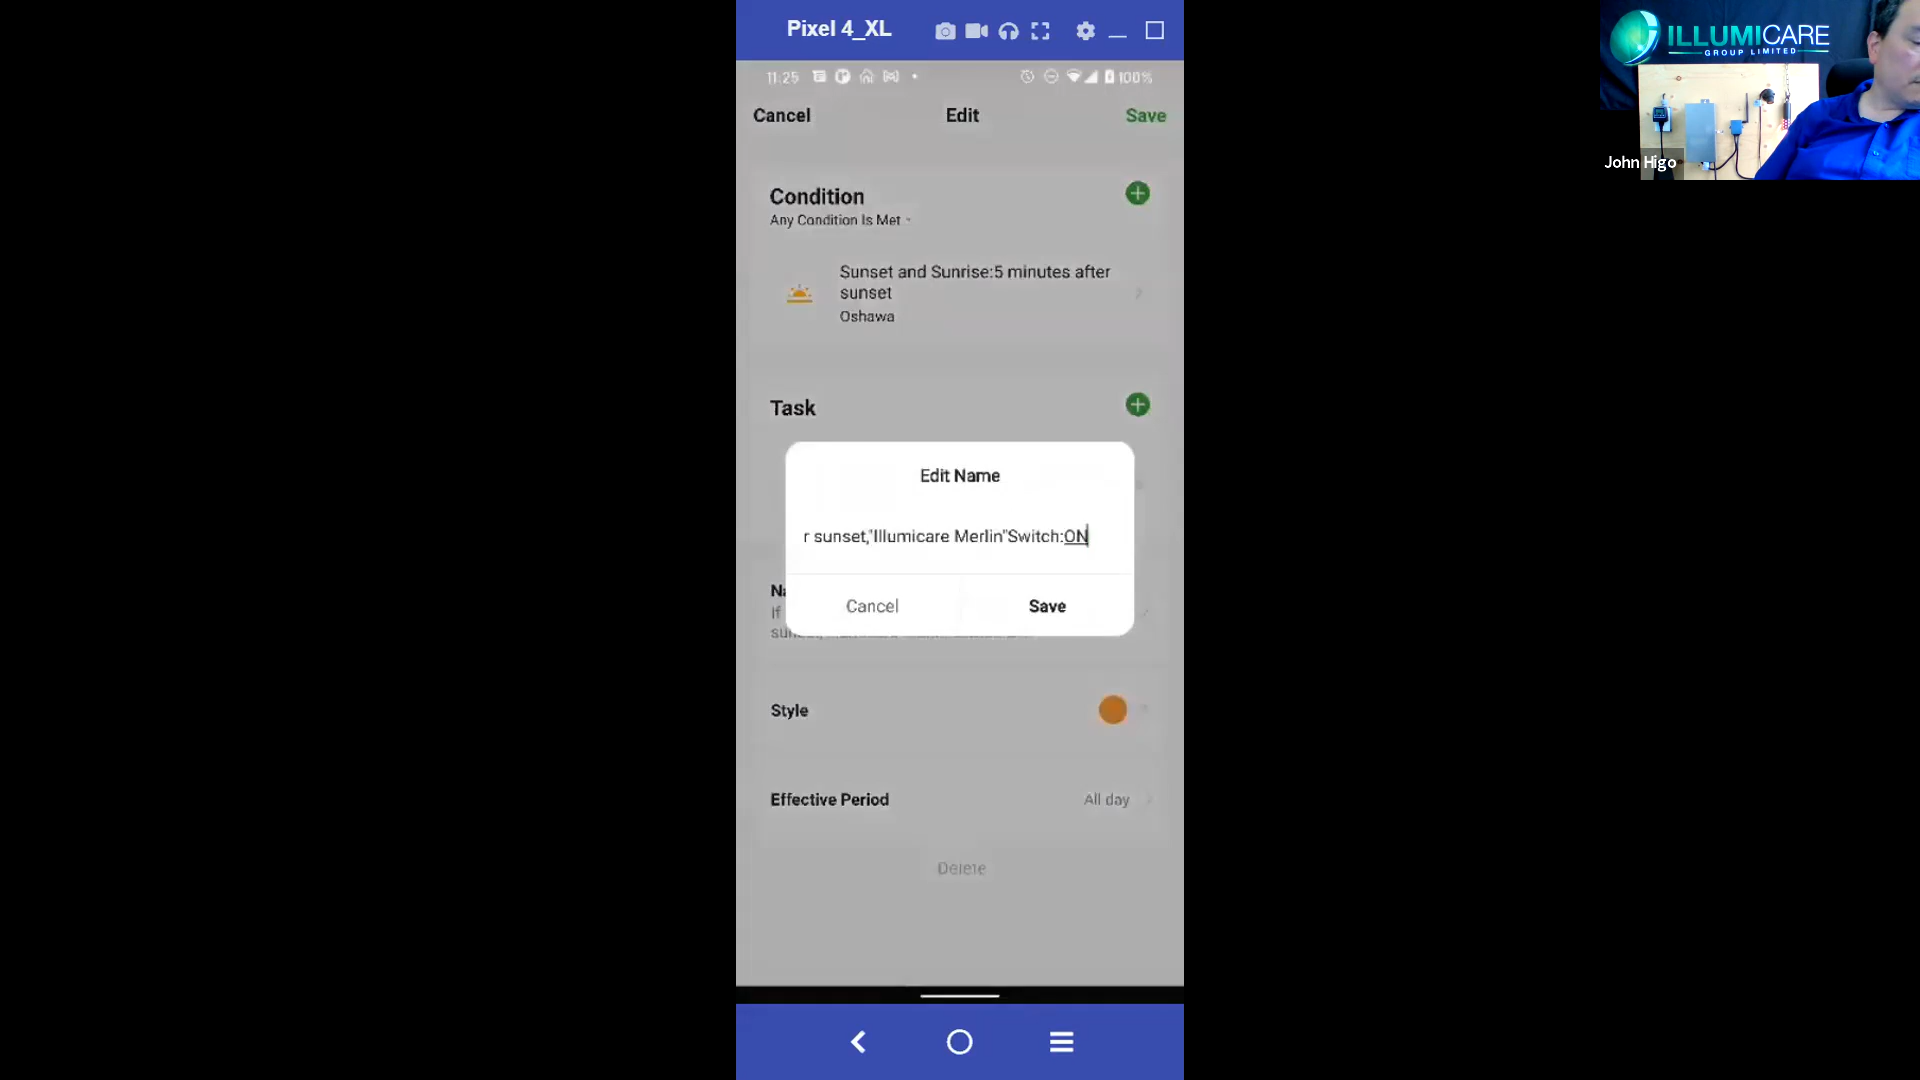 Pixel 4_XL
11:25
100%
Cancel
Edit
Save
Condition
Any Condition Is Met
Sunset and Sunrise:5 minutes after
sunset
Oshawa
Task
Edit Name
r sunset,"Illumicare Merlin"Switch:ON
Cancel
Save
If
Style
Effective Period
All day
Delete
ILLUMICARE
GROUP LIMITED
John Higo